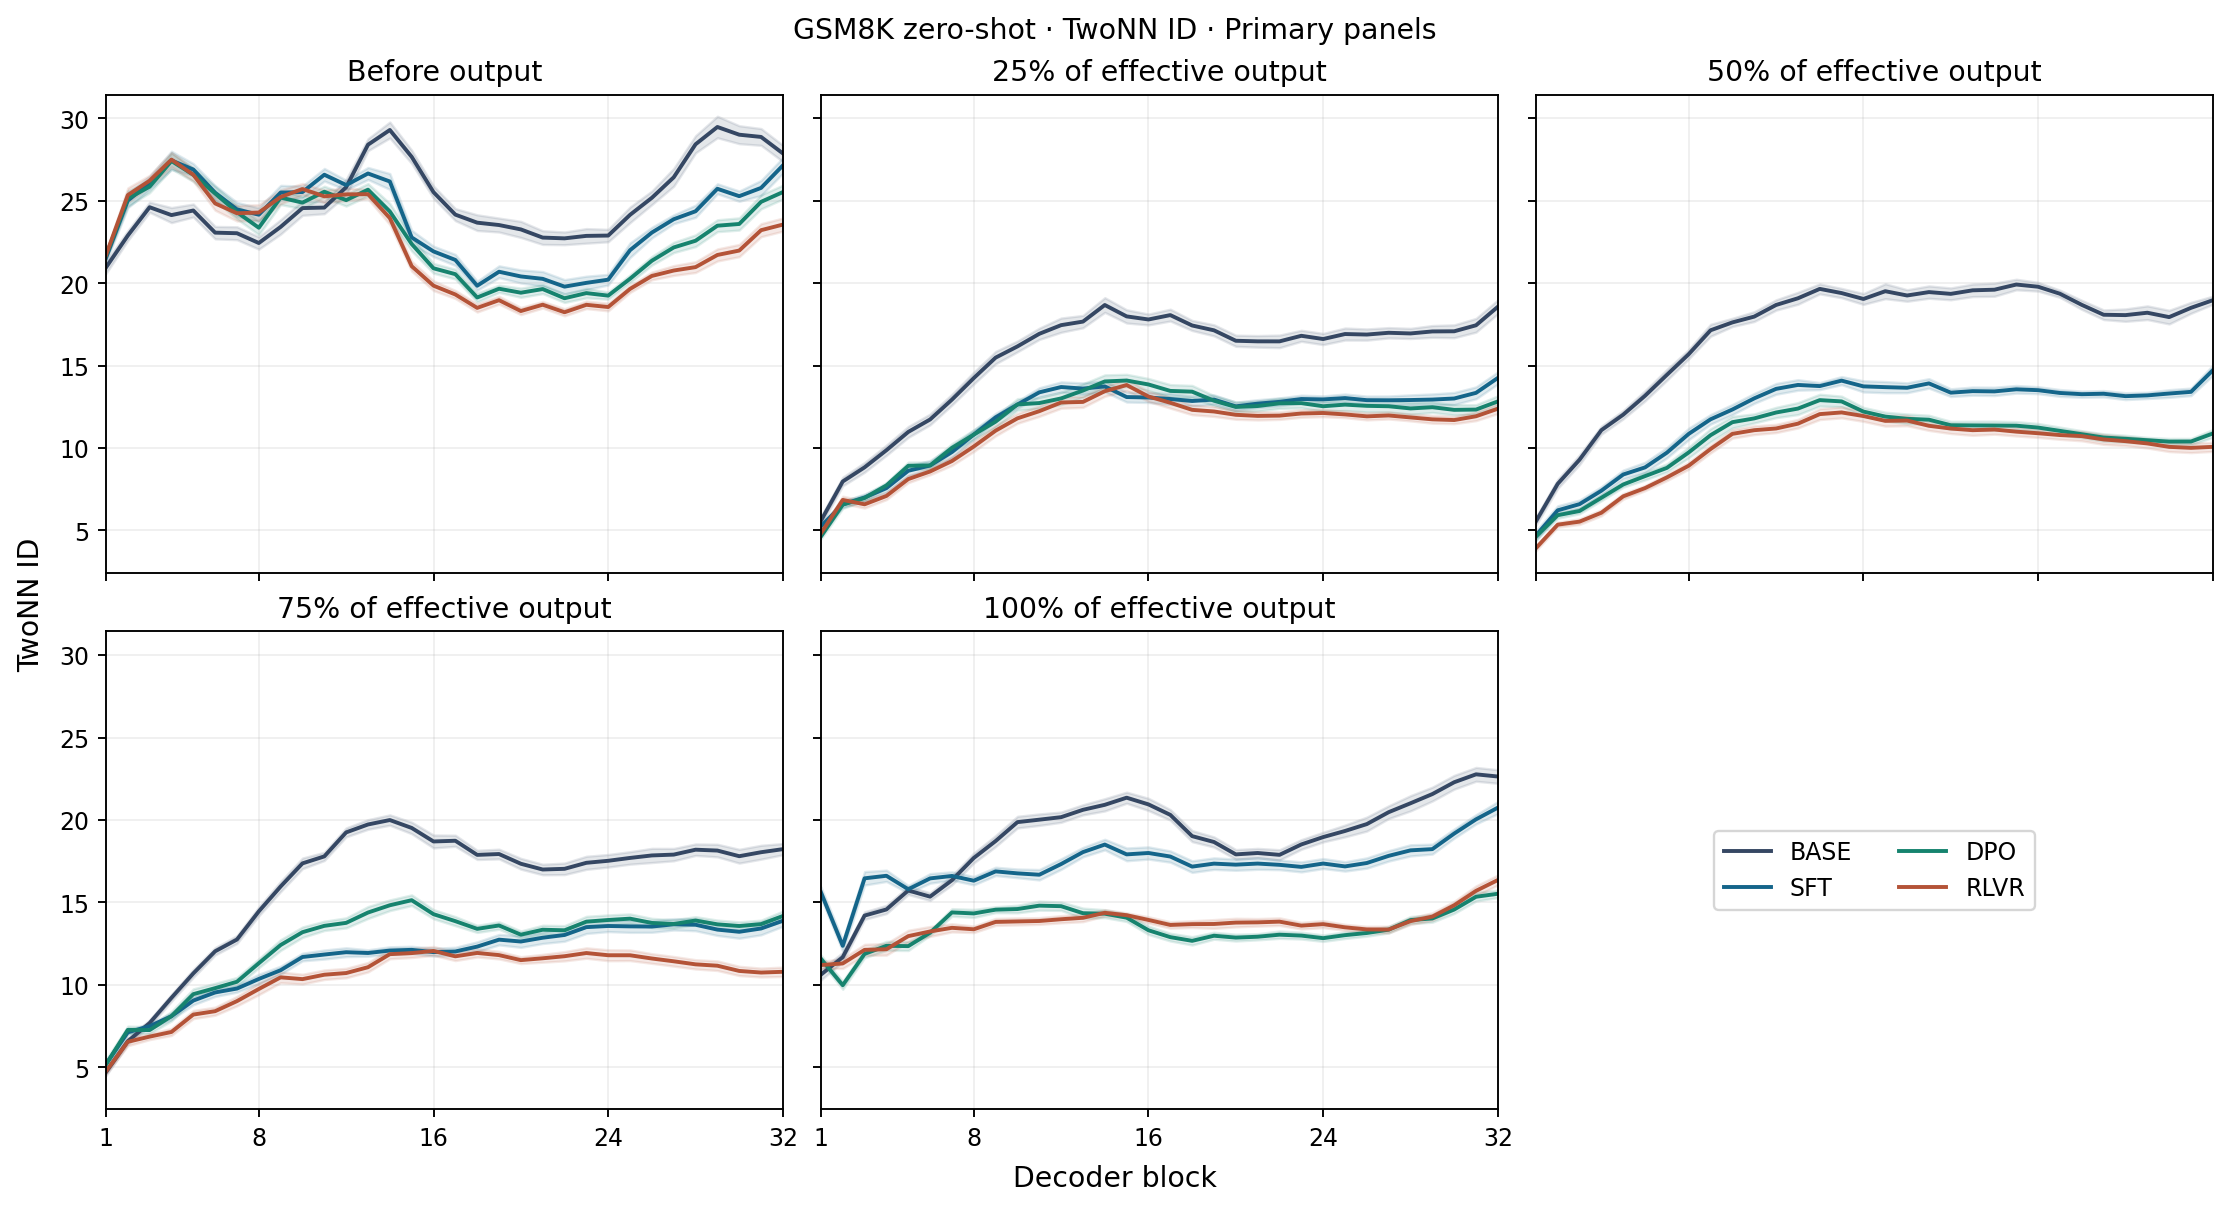 GSM8K zero-shot · TwoNN ID · Primary panels
Before output
25% of effective output
50% of effective output
30
25
20
15
10
5
TwoNN ID
75% of effective output
100% of effective output
30
25
20
15
10
5
BASE DPO
SFT RLVR
1 8 16 24 32 1 8 16 24 32
Decoder block